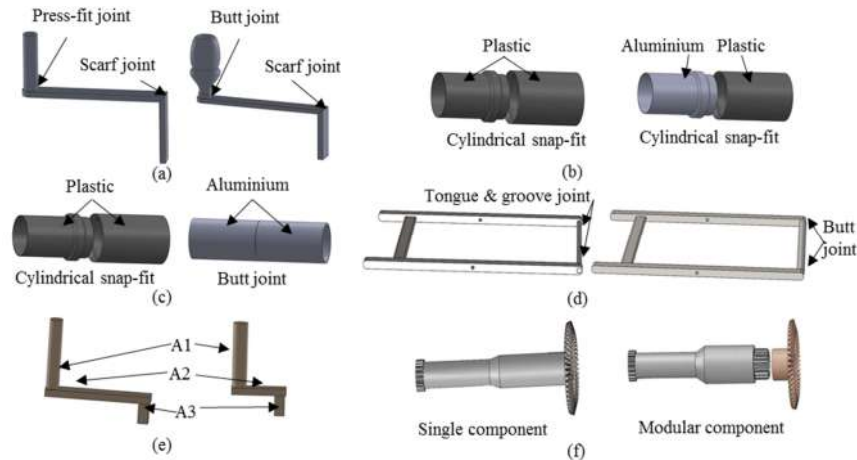 Press-fit joint
Scarf joint
Butt joint
Scarf joint
(a)
Plastic
Cylindrical snap-fit
Aluminium
Plastic
Cylindrical snap-fit
(b)
Plastic
Cylindrical snap-fit
Aluminium
Butt joint
(c)
Tongue & groove joint
Butt
joint
(d)
A1
A2
A3
(e)
Single component
Modular component
(f)